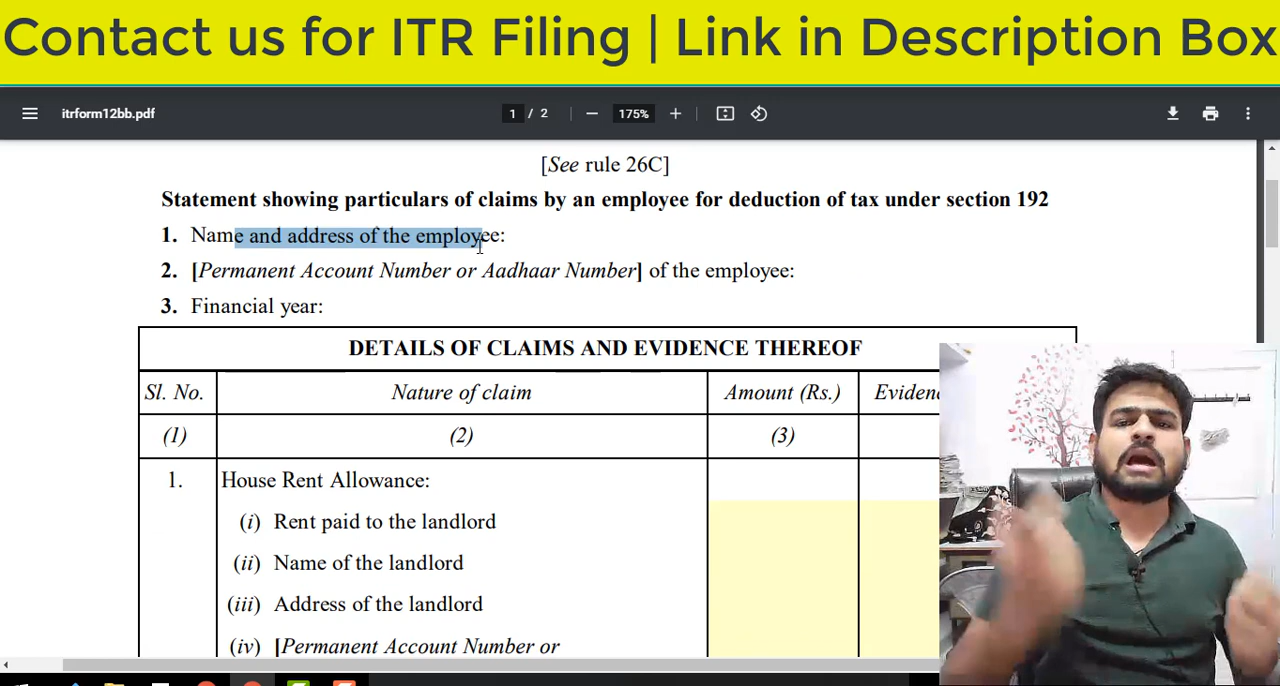 Contact us for ITR Filing | Link in Description Box
itrform12bb.pdf 1 / 2 175%
[See rule 26C]
Statement showing particulars of claims by an employee for deduction of tax under section 192
1. Name and address of the employee:
2. [Permanent Account Number or Aadhaar Number] of the employee:
3. Financial year:
DETAILS OF CLAIMS AND EVIDENCE THEREOF
Sl. No. Nature of claim Amount (Rs.)
(1) (2) (3)
1. House Rent Allowance:
(i) Rent paid to the landlord
(ii) Name of the landlord
(iii) Address of the landlord
(iv) [Permanent Account Number or